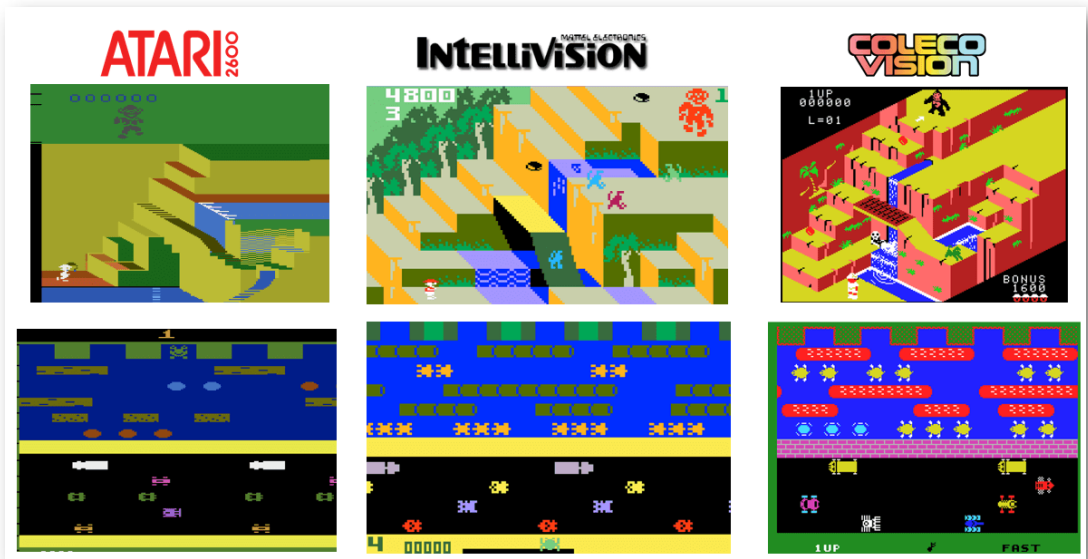 ATARI 2600
MATTEL ELECTRONICS
INTELLIVISION
COLECO
VISION
4800
1
3
1UP
000000
L=01
BONUS
1600
1
4 00000
1UP
FAST